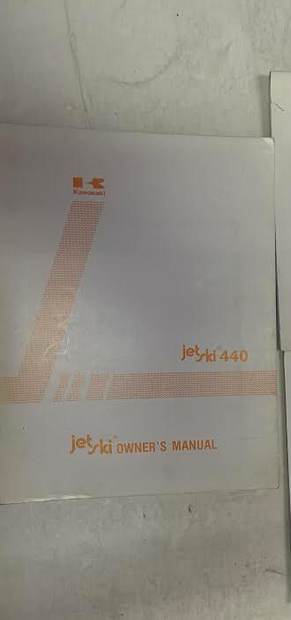 Kawasaki
jet ski 440
jet ski OWNER'S MANUAL